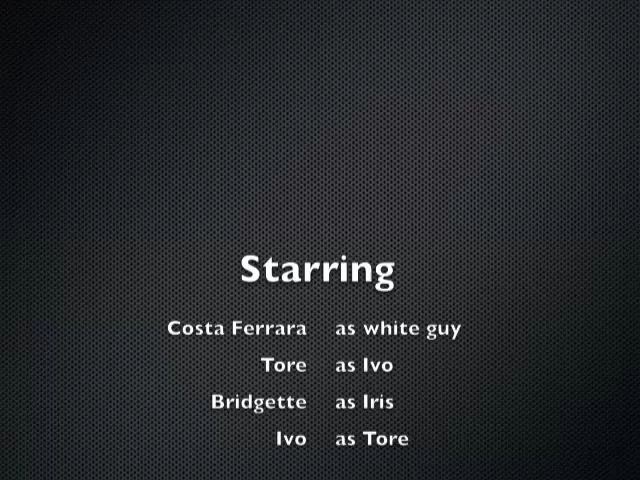 Starring
Costa Ferrara as white guy
Tore as Ivo
Bridgette as Iris
Ivo as Tore